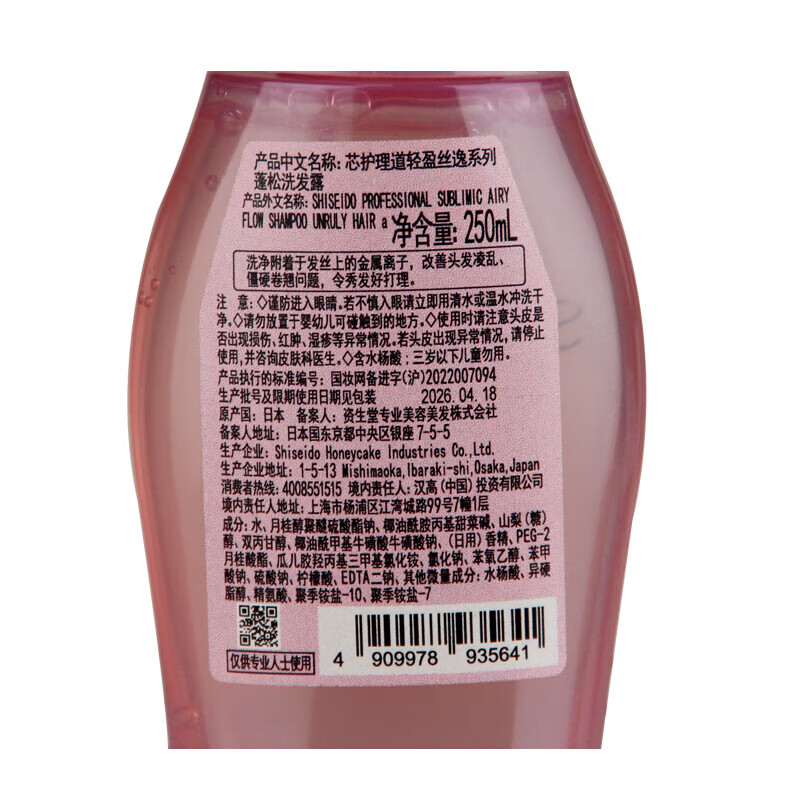 产品中文名称：芯护理道轻盈丝逸系列
蓬松洗发露
产品外文名称：SHISEIDO PROFESSIONAL SUBLIMIC AIRY
FLOW SHAMPOO UNRULY HAIR a 净含量：250mL
洗净附着于发丝上的金属离子，改善头发凌乱、
僵硬卷翘问题，令秀发好打理。
注 意：◇谨防进入眼睛。若不慎入眼请立即用清水或温水冲洗干
净。◇请勿放置于婴幼儿可碰触到的地方。◇使用时请注意头皮是
否出现损伤、红肿、湿疹等异常情况。若头皮出现异常情况，请停止
使用，并咨询皮肤科医生。◇含水杨酸；三岁以下儿童勿用。
产品执行的标准编号：国妆网备进字(沪)2022007094
生产批号及限期使用日期见包装 2026.04.18
原产国：日本 备案人：资生堂专业美容美发株式会社
备案人地址：日本国东京都中央区银座 7-5-5
生产企业：Shiseido Honeycake Industries Co.,Ltd.
生产企业地址：1-5-13 Mishimaoka,Ibaraki-shi,Osaka,Japan
消费者热线：4008551515 境内责任人：汉高（中国）投资有限公司
境内责任人地址：上海市杨浦区江湾城路99号7幢1层
成分：水、月桂醇聚醚硫酸酯钠、椰油酰胺丙基甜菜碱、山梨（糖）
醇、双丙甘醇、椰油酰甲基牛磺酸牛磺酸钠、（日用）香精、PEG-2
月桂酸酯、瓜儿胶羟丙基三甲基氯化铵、氯化钠、苯氧乙醇、苯甲
酸钠、硫酸钠、柠檬酸、EDTA二钠、其他微量成分：水杨酸、异硬
脂醇、精氨酸、聚季铵盐-10、聚季铵盐-7
仅供专业人士使用
4 909978 935641